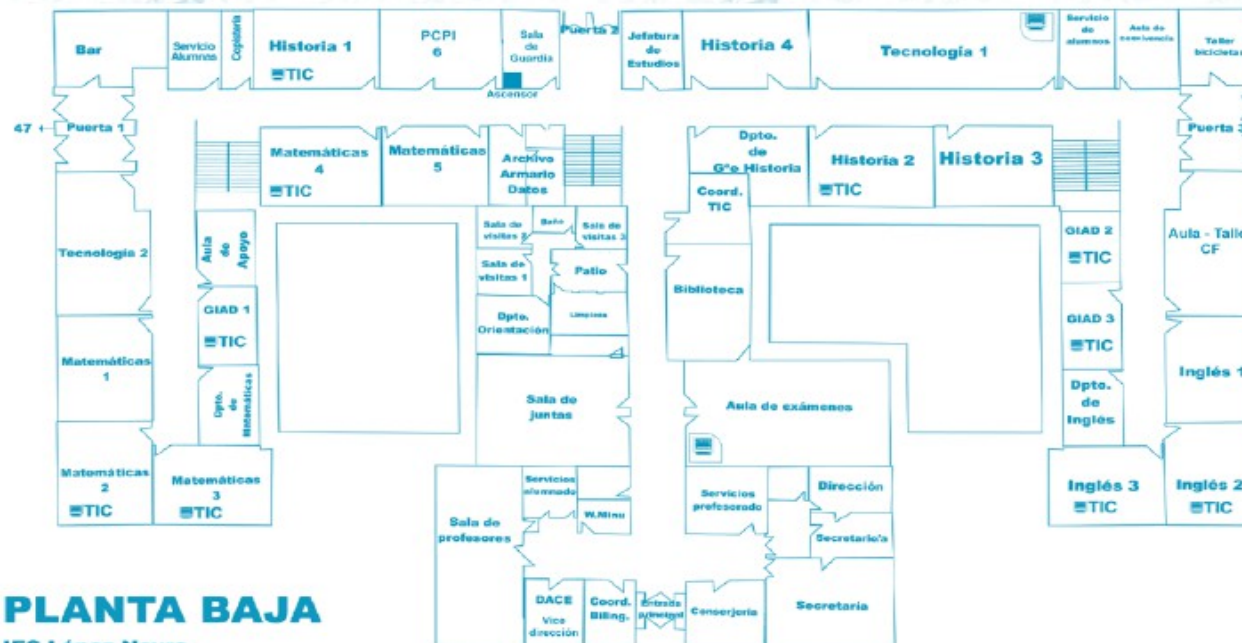 Bar
Servicio
Alumnas
Copistería
Historia 1
TIC
PCPI
6
Sala
de
Guardia
Ascensor
Puerta 2
Jefatura
de
Estudios
Historia 4
Tecnología 1
Servicio
de
alumnos
Aula de
convivencia
Taller
bicicletas
47
Puerta 1
Puerta 3
Matemáticas
4
TIC
Matemáticas
5
Archivo
Armario
Datos
Dpto.
de
GªeHistoria
Historia 2
TIC
Historia 3
Coord.
TIC
Tecnología 2
Aula
de
Apoyo
Sala de
visitas 2
Baño
Sala de
visitas 3
Sala de
visitas 1
Patio
Biblioteca
GIAD 2
TIC
Aula - Talle
CF
GIAD 1
TIC
Dpto.
Orientación
Limpieza
GIAD 3
TIC
Matemáticas
1
Dpto.
de
Matemáticas
Sala de
juntas
Aula de exámenes
Dpto.
de
Inglés
Inglés 1
Matemáticas
2
TIC
Matemáticas
3
TIC
Sala de
profesores
Servicios
alumnado
W.Minu
Servicios
profesorado
Dirección
Secretario/a
Inglés 3
TIC
Inglés 2
TIC
DACE
Vice
dirección
Coord.
Biling.
Entrada
principal
Conserjería
Secretaria
PLANTA BAJA